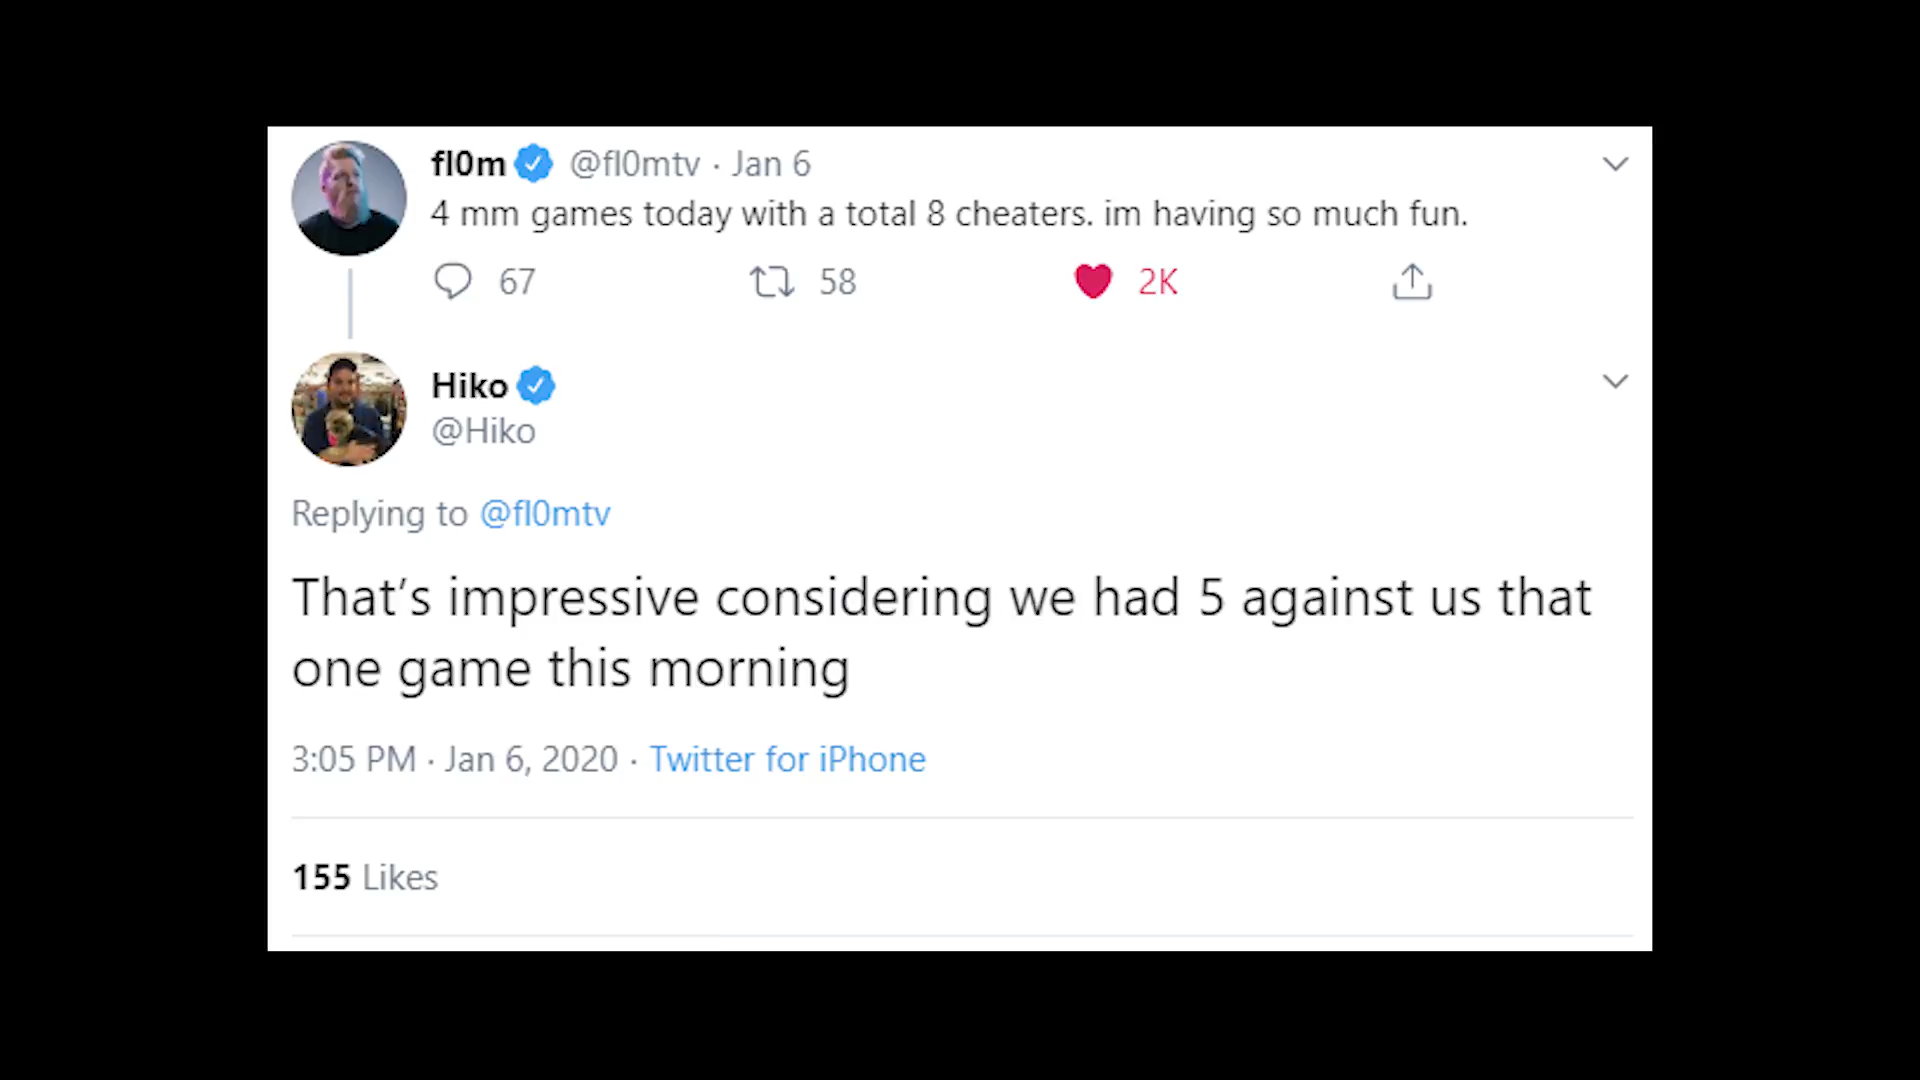 fl0m @fl0mtv · Jan 6
4 mm games today with a total 8 cheaters. im having so much fun.
67 58 2K
Hiko
@Hiko
Replying to @fl0mtv
That’s impressive considering we had 5 against us that
one game this morning
3:05 PM · Jan 6, 2020 · Twitter for iPhone
155 Likes